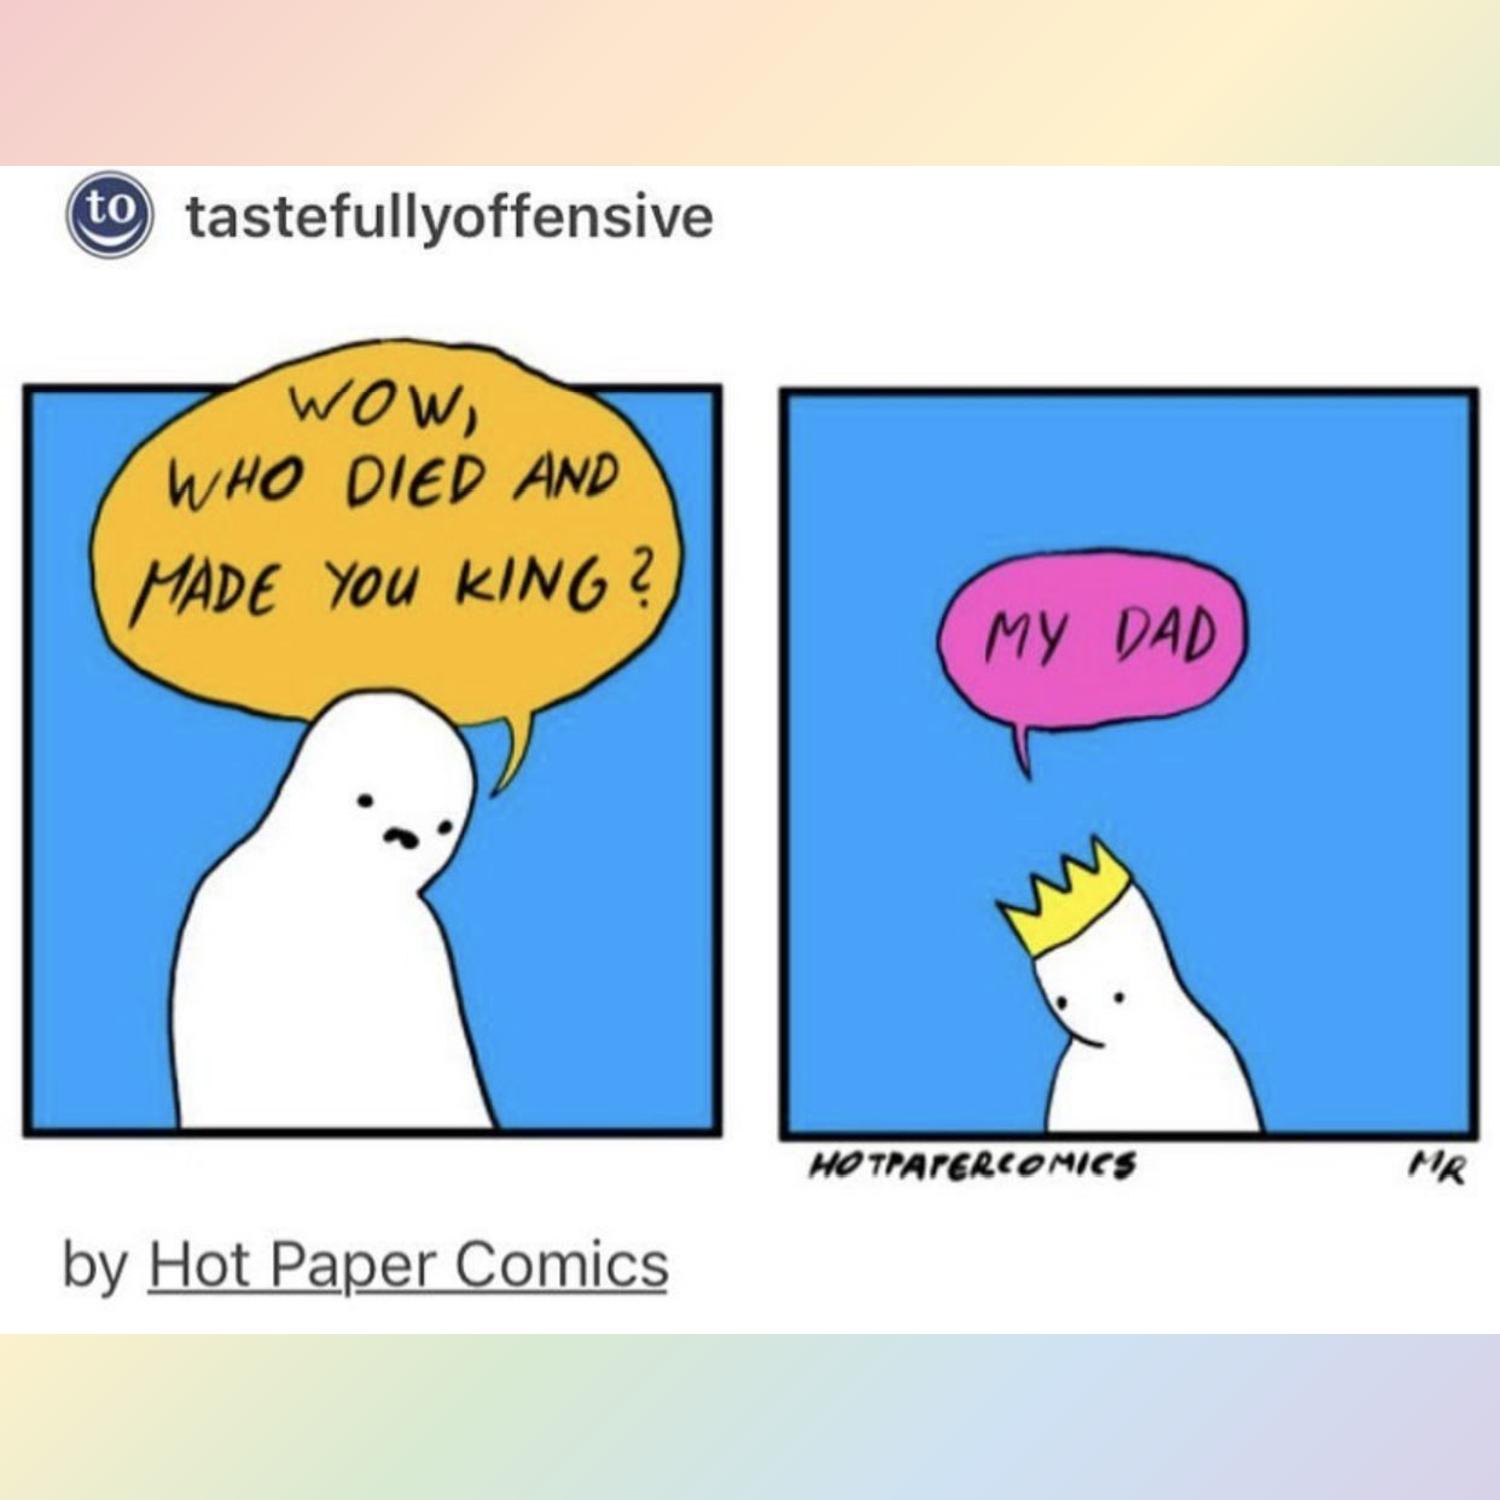 to
tastefullyoffensive
WOW,
WHO DIED AND
MADE YOU KING?
MY DAD
HOTPAPERCOMICS
MR
by Hot Paper Comics